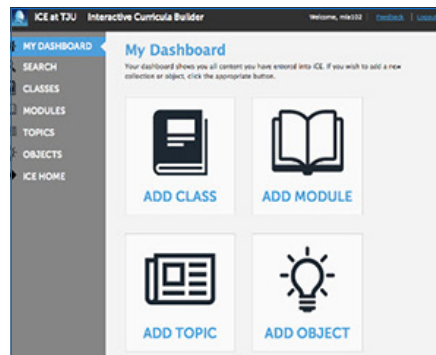 ICE at TJU Interactive Curricula Builder
Welcome, mla102 Feedback Logout
MY DASHBOARD
SEARCH
CLASSES
MODULES
TOPICS
OBJECTS
ICE HOME
My Dashboard
Your dashboard shows you all content you have entered into iCE. If you wish to add a new
collection or object, click the appropriate button.
ADD CLASS
ADD MODULE
ADD TOPIC
ADD OBJECT